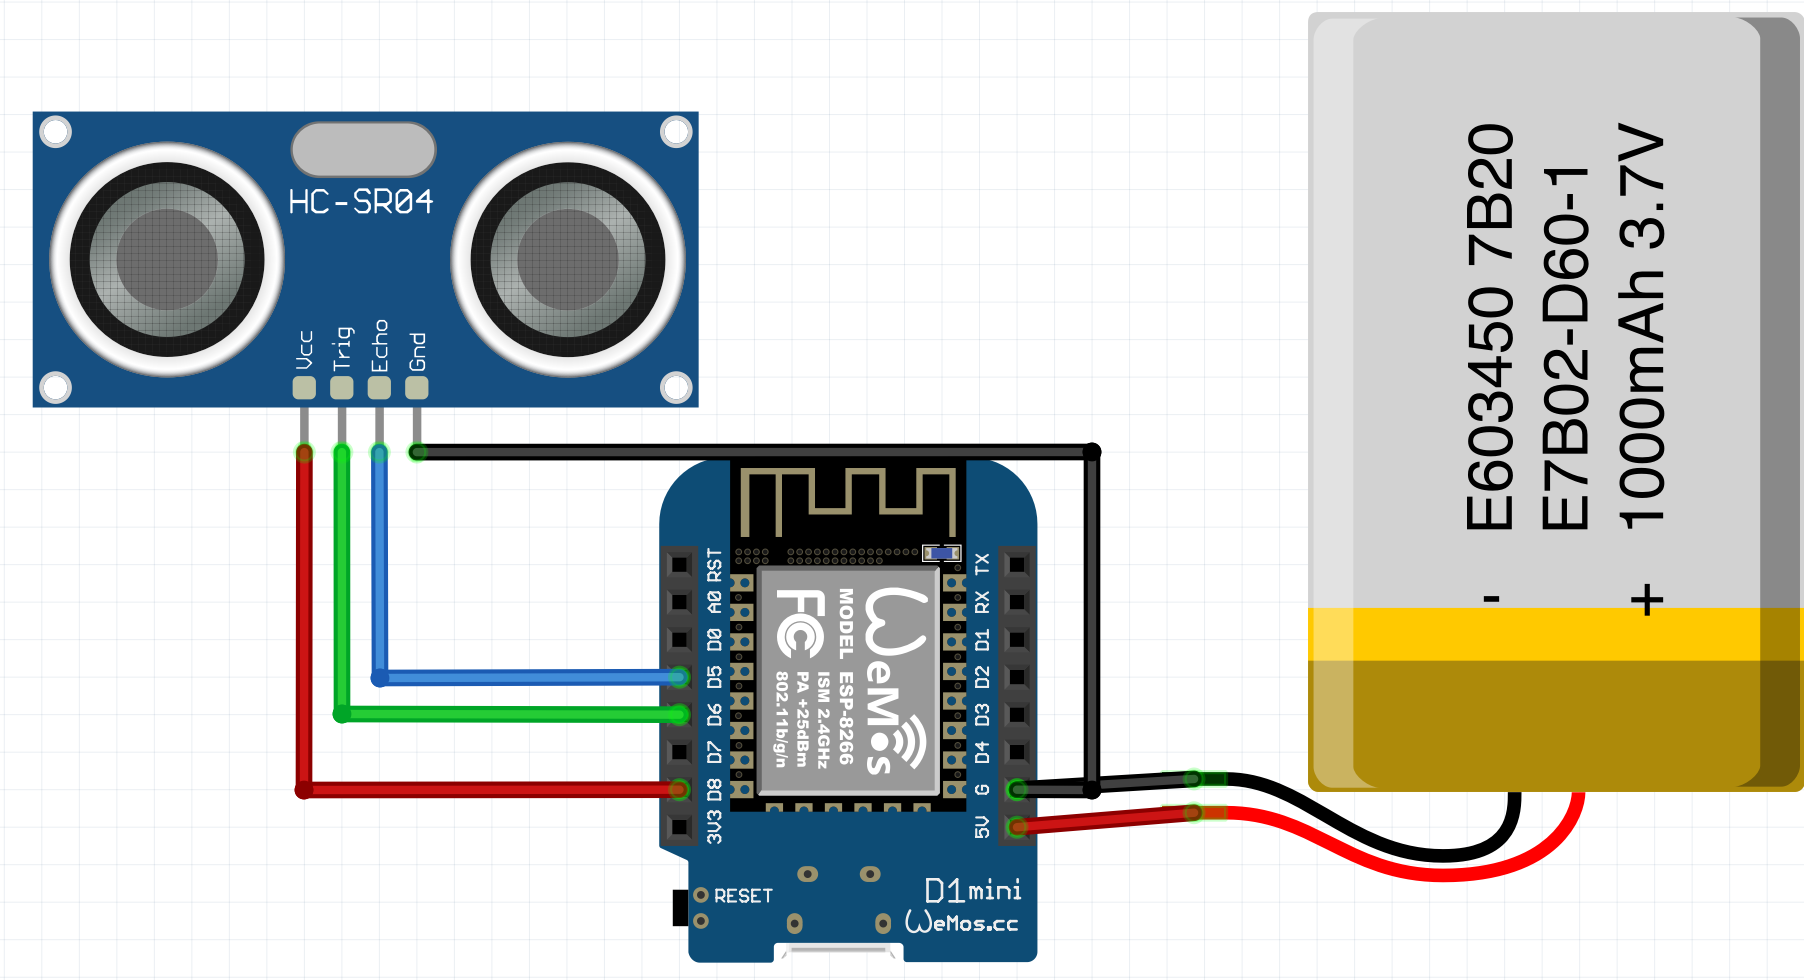 HC-SR04
Vcc
Trig
Echo
Gnd
E603450 7B20
E7B02-D60-1
1000mAh 3.7V
-
+
RST
A0
D0
D5
D6
D7
D8
3V3
TX
RX
D1
D2
D3
D4
G
5V
WeMos
FC
MODEL ESP-8266
ISM 2.4GHz
PA +25dBm
802.11b/g/n
RESET
D1mini
WeMos.cc